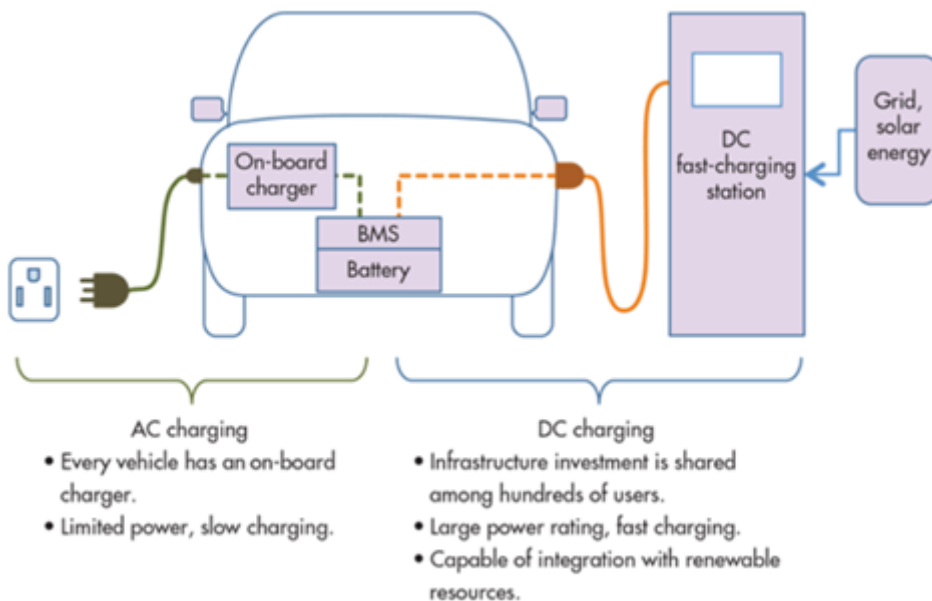 On-board
charger
BMS
Battery
DC
fast-charging
station
Grid,
solar
energy
AC charging
• Every vehicle has an on-board
charger.
• Limited power, slow charging.
DC charging
• Infrastructure investment is shared
among hundreds of users.
• Large power rating, fast charging.
• Capable of integration with renewable
resources.